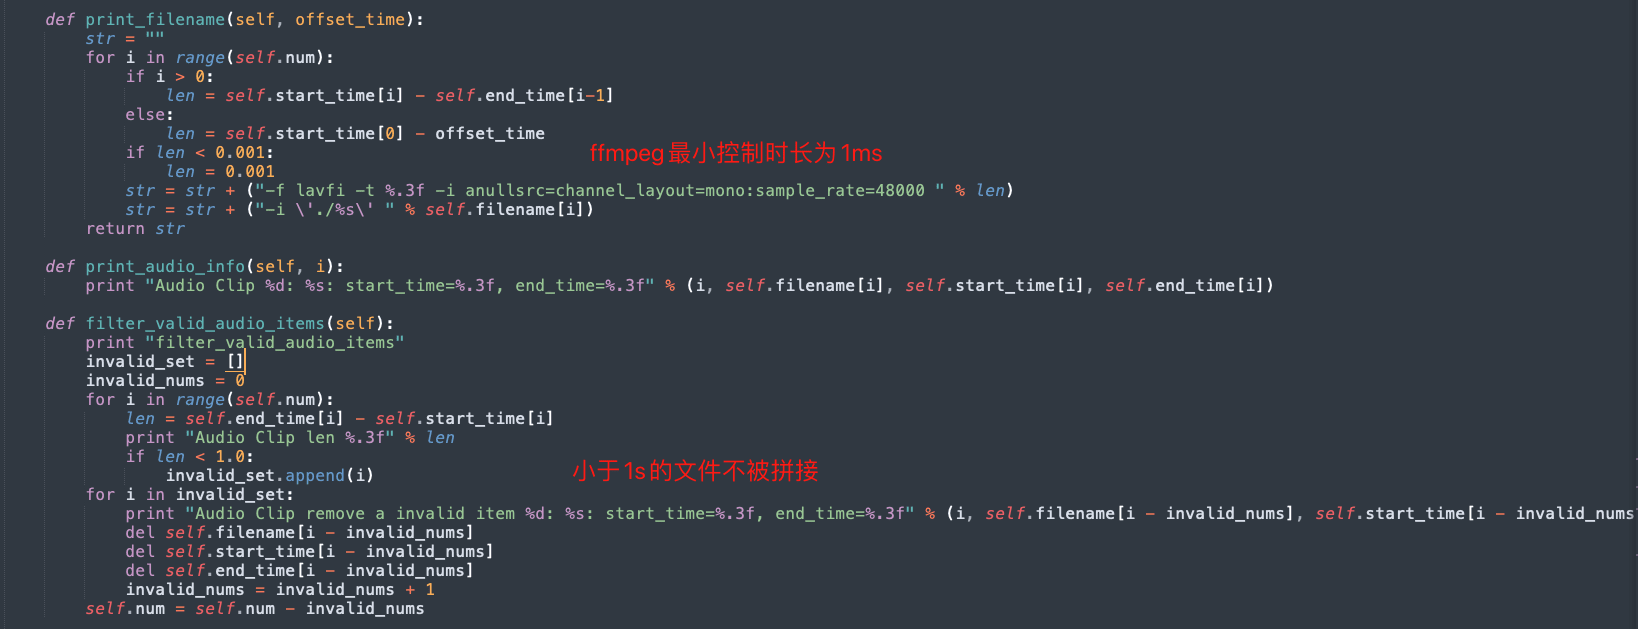 def print_filename(self, offset_time):
str = ""
for i in range(self.num):
if i > 0:
len = self.start_time[i] - self.end_time[i-1]
else:
len = self.start_time[0] - offset_time
if len < 0.001:
ffmpeg最小控制时长为1ms
len = 0.001
str = str + ("-f lavfi -t %.3f -i anullsrc=channel_layout=mono:sample_rate=48000 " % len)
str = str + ("-i \'./%s\' " % self.filename[i])
return str
def print_audio_info(self, i):
print "Audio Clip %d: %s: start_time=%.3f, end_time=%.3f" % (i, self.filename[i], self.start_time[i], self.end_time[i])
def filter_valid_audio_items(self):
print "filter_valid_audio_items"
invalid_set = []
invalid_nums = 0
for i in range(self.num):
len = self.end_time[i] - self.start_time[i]
print "Audio Clip len %.3f" % len
if len < 1.0:
小于1s的文件不被拼接
invalid_set.append(i)
for i in invalid_set:
print "Audio Clip remove a invalid item %d: %s: start_time=%.3f, end_time=%.3f" % (i, self.filename[i - invalid_nums], self.start_time[i - invalid_nums
del self.filename[i - invalid_nums]
del self.start_time[i - invalid_nums]
del self.end_time[i - invalid_nums]
invalid_nums = invalid_nums + 1
self.num = self.num - invalid_nums